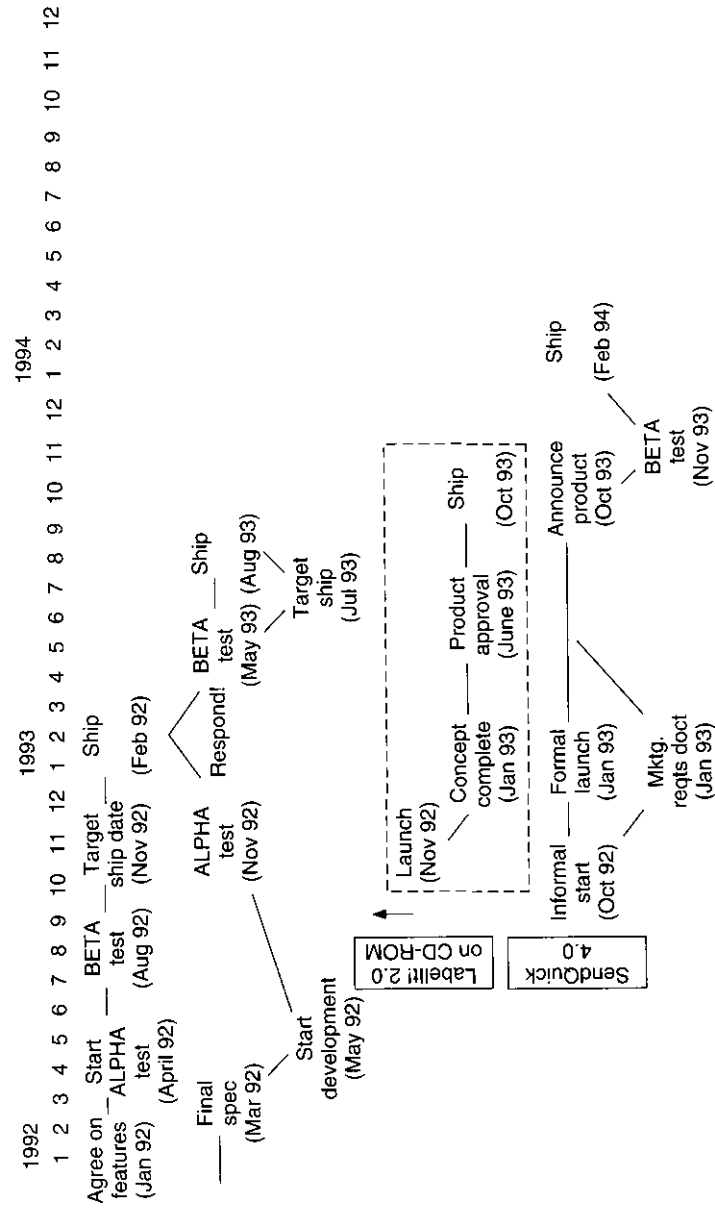 1992
1993
1994
1 2 3 4 5 6 7 8 9 10 11 12 1 2 3 4 5 6 7 8 9 10 11 12 1 2 3 4 5 6 7 8 9 10 11 12
Agree on
features
(Jan 92)
Start
ALPHA
test
(April 92)
BETA
test
(Aug 92)
Target
ship date
(Nov 92)
Ship
(Feb 92)
Final
spec
(Mar 92)
Start
development
(May 92)
ALPHA
test
(Nov 92)
Respond!
BETA
test
(May 93)
Ship
(Aug 93)
Target
ship
(Jul 93)
Labelit! 2.0
on CD-ROM
Launch
(Nov 92)
Concept
complete
(Jan 93)
Product
approval
(June 93)
Ship
(Oct 93)
SendQuick
4.0
Informal
start
(Oct 92)
Formal
launch
(Jan 93)
Mktg.
reqts doct
(Jan 93)
Announce
product
(Oct 93)
BETA
test
(Nov 93)
Ship
(Feb 94)